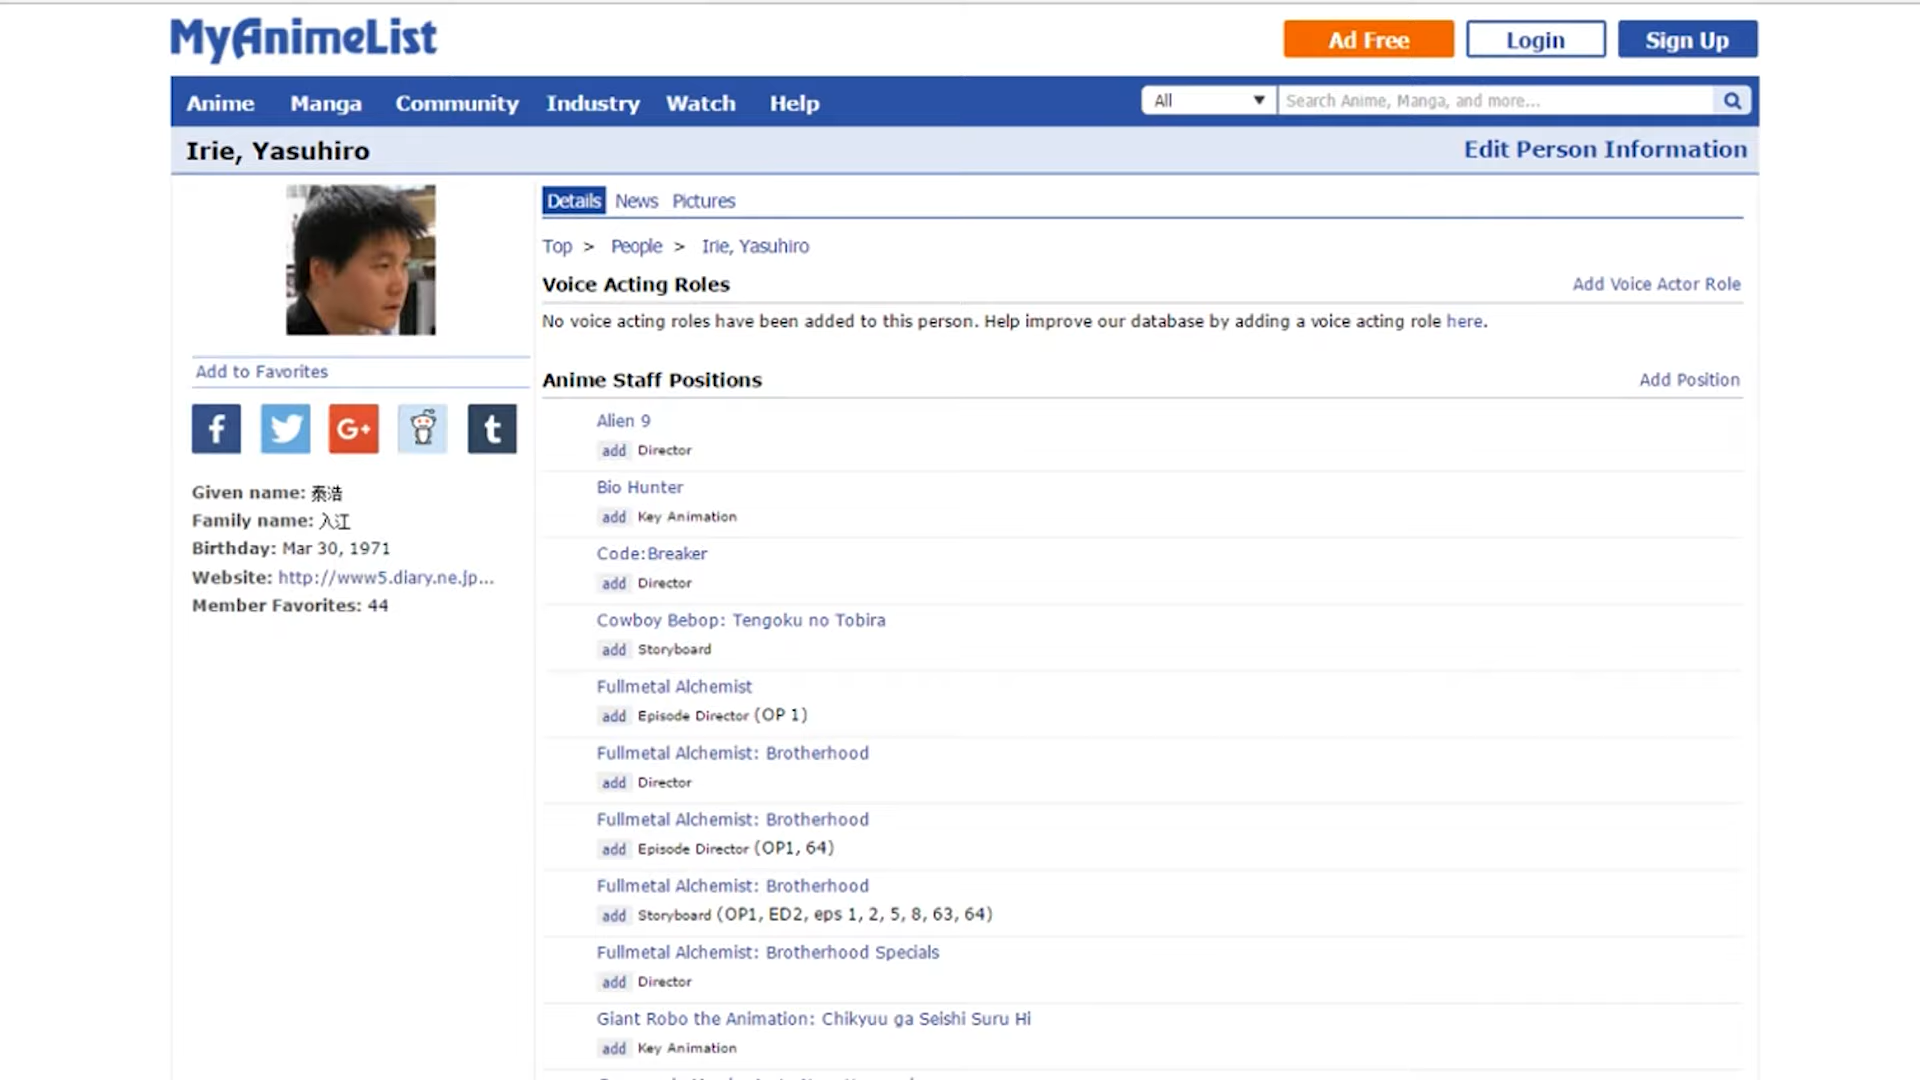 MyAnimeList
Ad Free
Login
Sign Up
Anime
Manga
Community
Industry
Watch
Help
All
Search Anime, Manga, and more...
Irie, Yasuhiro
Edit Person Information
Add to Favorites
Given name: 泰浩
Family name: 入江
Birthday: Mar 30, 1971
Website: http://www5.diary.ne.jp...
Member Favorites: 44
Details
News
Pictures
Top > People > Irie, Yasuhiro
Voice Acting Roles
Add Voice Actor Role
No voice acting roles have been added to this person. Help improve our database by adding a voice acting role here.
Anime Staff Positions
Add Position
Alien 9
add Director
Bio Hunter
add Key Animation
Code:Breaker
add Director
Cowboy Bebop: Tengoku no Tobira
add Storyboard
Fullmetal Alchemist
add Episode Director (OP 1)
Fullmetal Alchemist: Brotherhood
add Director
Fullmetal Alchemist: Brotherhood
add Episode Director (OP1, 64)
Fullmetal Alchemist: Brotherhood
add Storyboard (OP1, ED2, eps 1, 2, 5, 8, 63, 64)
Fullmetal Alchemist: Brotherhood Specials
add Director
Giant Robo the Animation: Chikyuu ga Seishi Suru Hi
add Key Animation